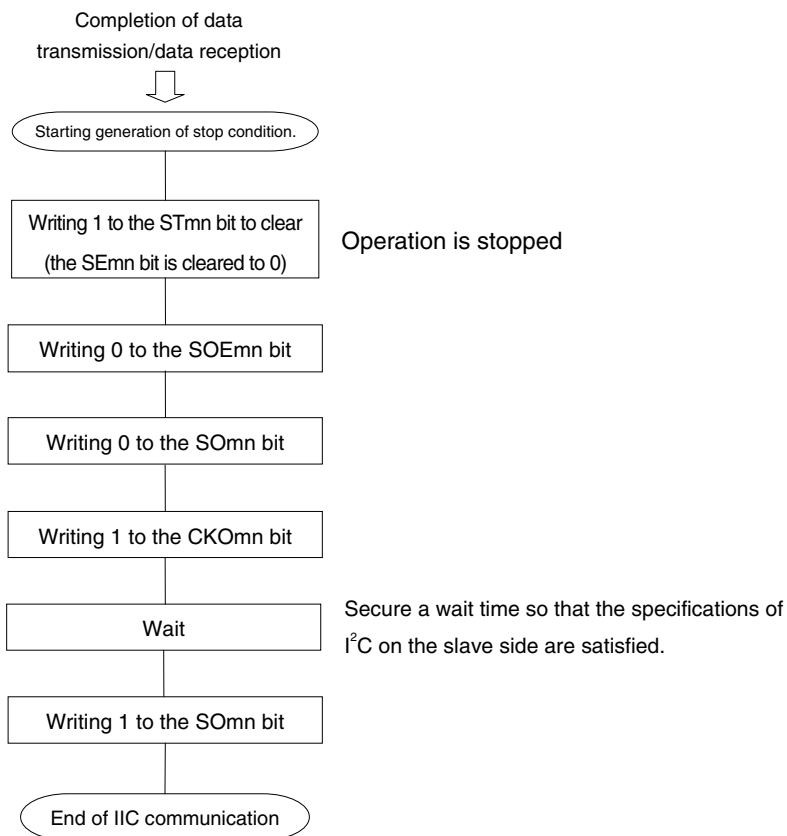 Completion of data
transmission/data reception
Starting generation of stop condition.
Writing 1 to the STmn bit to clear
(the SEmn bit is cleared to 0)
Operation is stopped
Writing 0 to the SOEmn bit
Writing 0 to the SOmn bit
Writing 1 to the CKOmn bit
Wait
Secure a wait time so that the specifications of
I²C on the slave side are satisfied.
Writing 1 to the SOmn bit
End of IIC communication